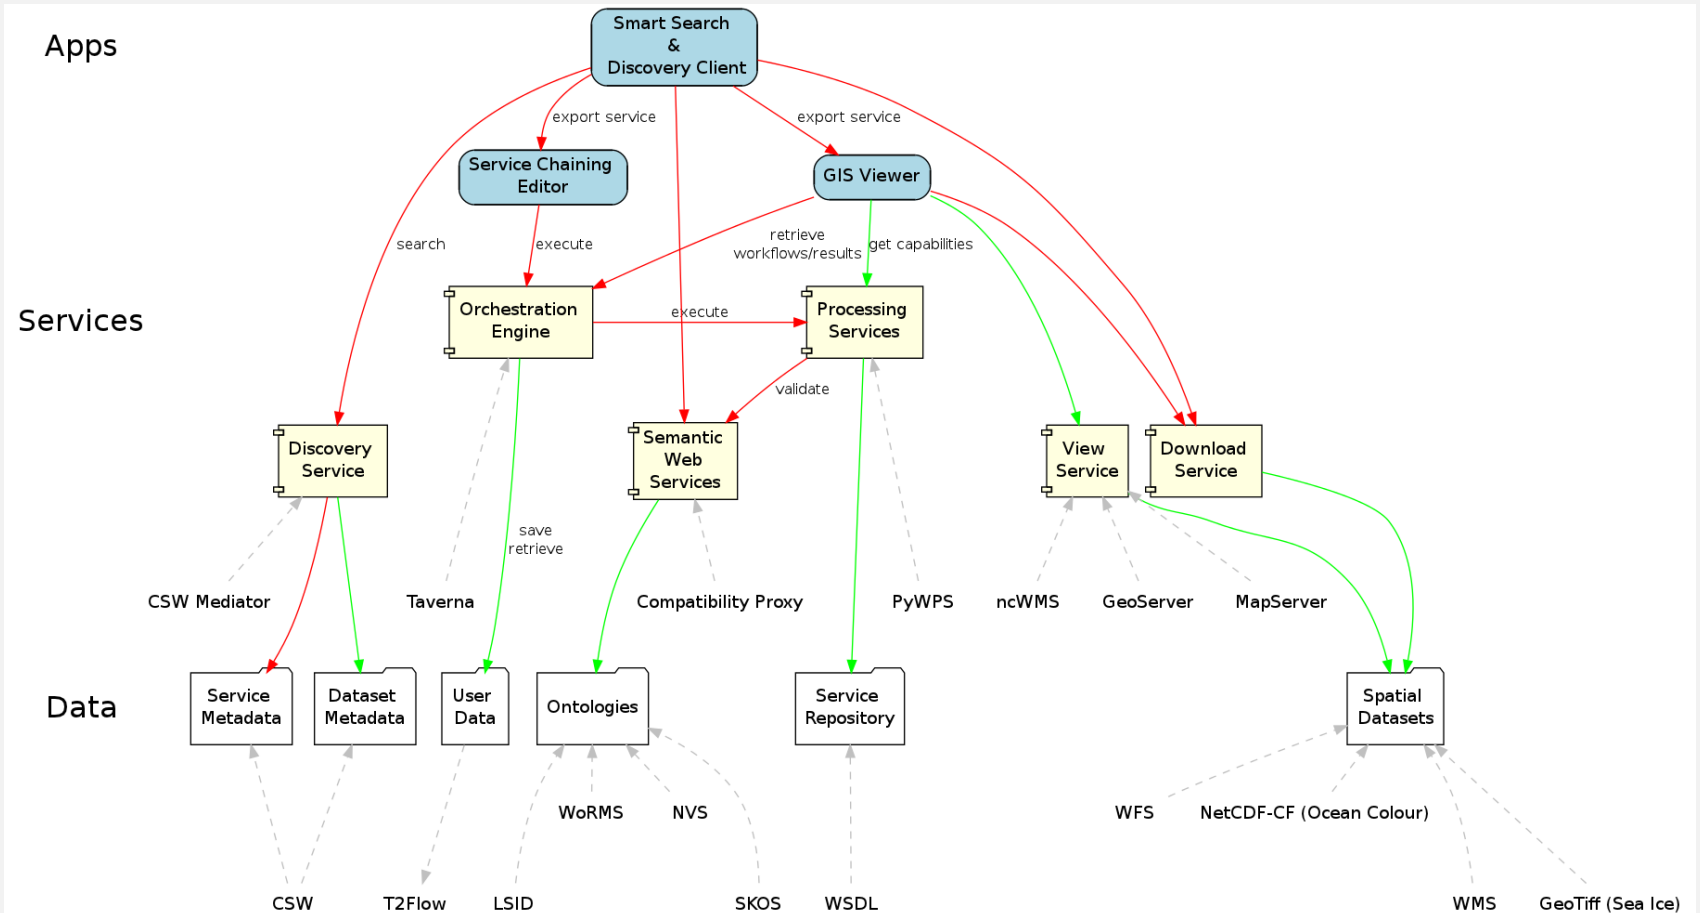 Apps
Smart Search
&
Discovery Client
export service
export service
Service Chaining
Editor
GIS Viewer
search
execute
retrieve
workflows/results
get capabilities
Services
Orchestration
Engine
execute
Processing
Services
validate
Discovery
Service
Semantic
Web
Services
View
Service
Download
Service
save
retrieve
CSW Mediator
Taverna
Compatibility Proxy
PyWPS
ncWMS
GeoServer
MapServer
Data
Service
Metadata
Dataset
Metadata
User
Data
Ontologies
Service
Repository
Spatial
Datasets
WoRMS
NVS
WFS
NetCDF-CF (Ocean Colour)
CSW
T2Flow
LSID
SKOS
WSDL
WMS
GeoTiff (Sea Ice)